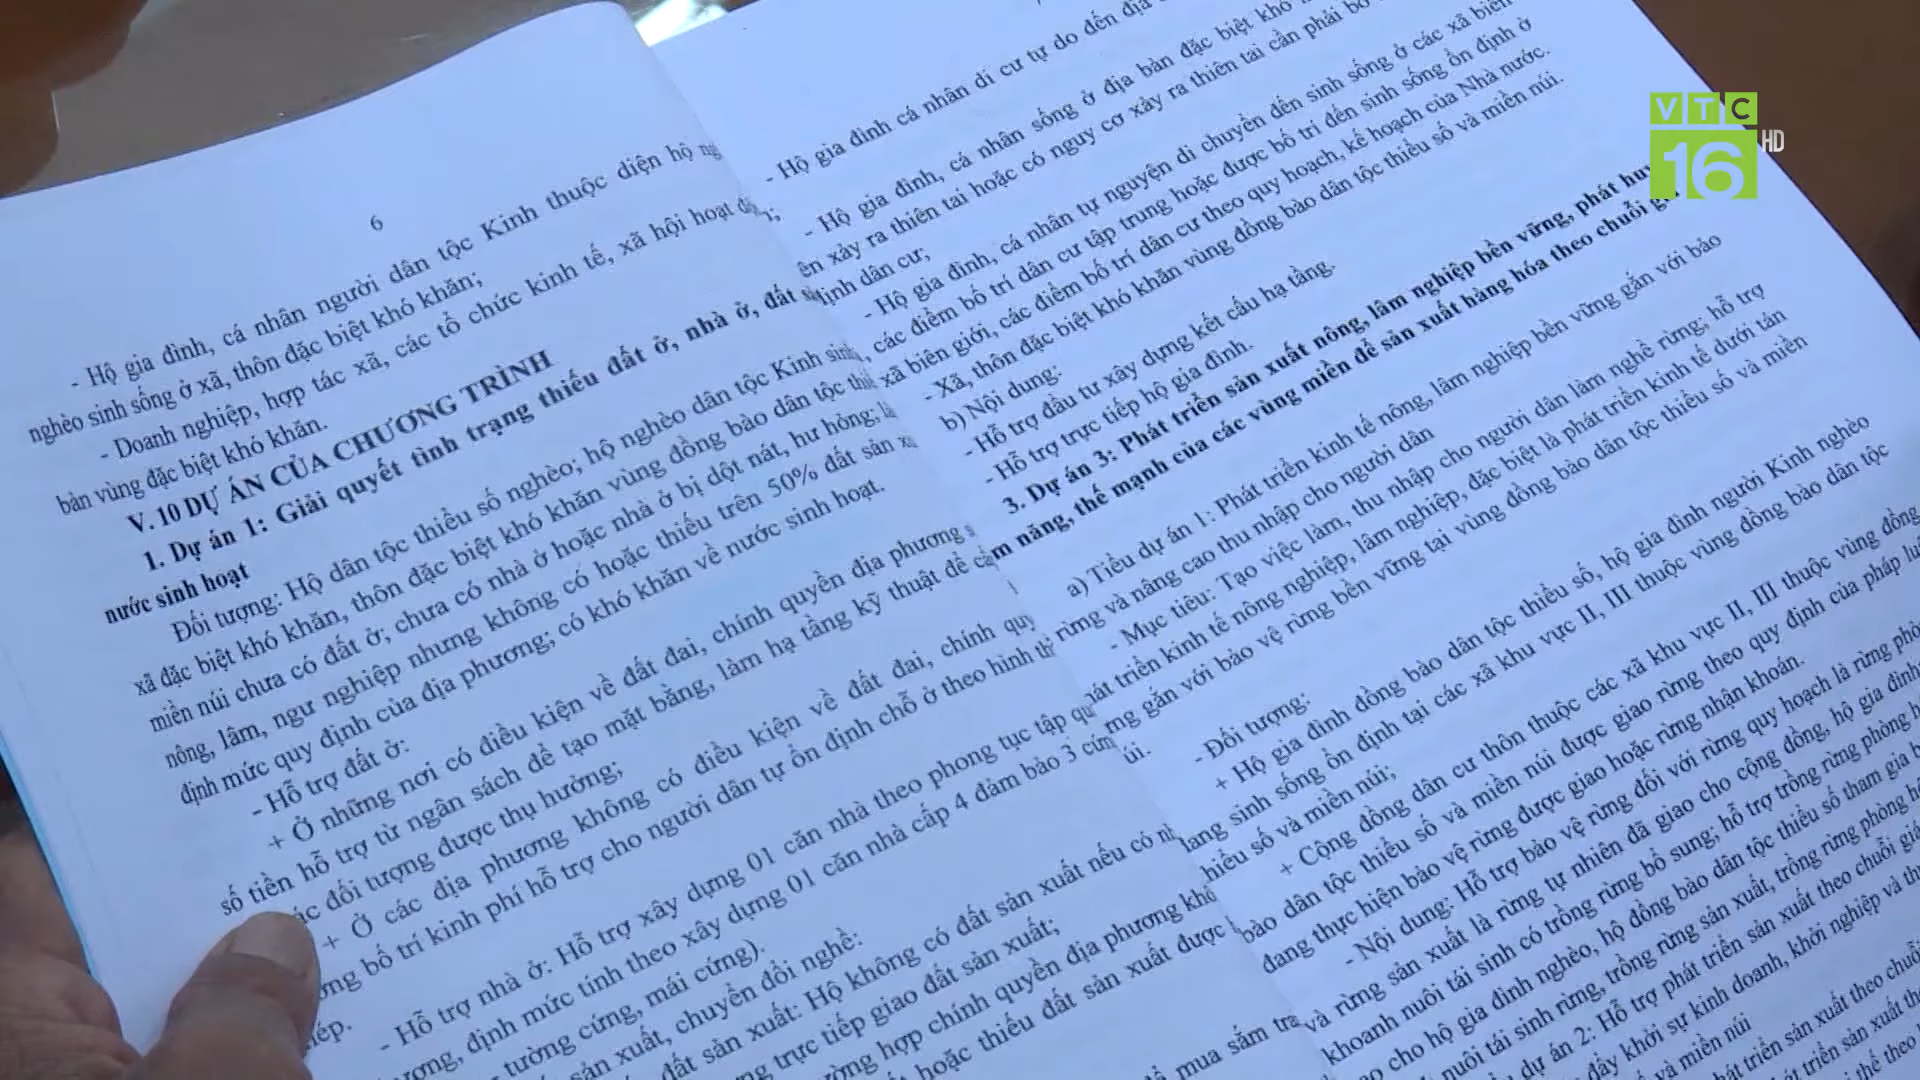 6
- Hộ gia đình, cá nhân người dân tộc Kinh thuộc diện hộ
nghèo sinh sống ở xã, thôn đặc biệt khó khăn;
- Doanh nghiệp, hợp tác xã, các tổ chức kinh tế, xã hội hoạt
bàn vùng đặc biệt khó khăn.
V. 10 DỰ ÁN CỦA CHƯƠNG TRÌNH
1. Dự án 1: Giải quyết tình trạng thiếu đất ở, nhà ở, đất
nước sinh hoạt
Đối tượng: Hộ dân tộc thiểu số nghèo; hộ nghèo dân tộc Kinh
xã đặc biệt khó khăn, thôn đặc biệt khó khăn vùng đồng bào dân tộc
miền núi chưa có đất ở; chưa có nhà ở hoặc nhà ở bị dột nát, hư hỏng;
nông, lâm, ngư nghiệp nhưng không có hoặc thiếu trên 50% đất sản
định mức quy định của địa phương; có khó khăn về nước sinh hoạt.
- Hỗ trợ đất ở:
+ Ở những nơi có điều kiện về đất đai, chính quyền địa phương
số tiền hỗ trợ từ ngân sách để tạo mặt bằng, làm hạ tầng kỹ thuật để
đối tượng được thụ hưởng;
+ Ở các địa phương không có điều kiện về đất đai, chính
bố trí kinh phí hỗ trợ cho người dân tự ổn định chỗ ở theo hình
- Hỗ trợ nhà ở: Hỗ trợ xây dựng 01 căn nhà theo phong tục tập
định mức tính theo xây dựng 01 căn nhà cấp 4 đảm bảo 3
tường cứng, mái cứng).
sản xuất, chuyển đổi nghề:
đất sản xuất: Hộ không có đất sản xuất nếu có
trực tiếp giao đất sản xuất;
hợp chính quyền địa phương
hoặc thiếu đất sản xuất được
mua sắm
- Hộ gia đình cá nhân di cư tự do đến
- Hộ gia đình, cá nhân sống ở địa bàn đặc biệt khó
xảy ra thiên tai hoặc có nguy cơ xảy ra thiên tai cần phải
định dân cư;
- Hộ gia đình, cá nhân tự nguyện di chuyển đến sinh sống ở các xã biên
các điểm bố trí dân cư tập trung hoặc được bố trí đến sinh sống ổn định ở
xã biên giới, các điểm bố trí dân cư theo quy hoạch, kế hoạch của Nhà nước.
- Xã, thôn đặc biệt khó khăn vùng đồng bào dân tộc thiểu số và miền núi.
b) Nội dung:
- Hỗ trợ đầu tư xây dựng kết cấu hạ tầng.
- Hỗ trợ trực tiếp hộ gia đình.
3. Dự án 3: Phát triển sản xuất nông, lâm nghiệp bền vững, phát huy
năng, thế mạnh của các vùng miền để sản xuất hàng hóa theo chuỗi
a) Tiểu dự án 1: Phát triển kinh tế nông, lâm nghiệp bền vững gắn với bảo
rừng và nâng cao thu nhập cho người dân
- Mục tiêu: Tạo việc làm, thu nhập cho người dân làm nghề rừng; hỗ trợ
triển kinh tế nông nghiệp, lâm nghiệp, đặc biệt là phát triển kinh tế dưới tán
gắn với bảo vệ rừng bền vững tại vùng đồng bào dân tộc thiểu số và miền
núi.
- Đối tượng:
+ Hộ gia đình đồng bào dân tộc thiểu số, hộ gia đình người Kinh nghèo
sinh sống ổn định tại các xã khu vực II, III thuộc vùng đồng bào dân tộc
thiểu số và miền núi;
+ Cộng đồng dân cư thôn thuộc các xã khu vực II, III thuộc vùng đồng
bào dân tộc thiểu số và miền núi được giao rừng theo quy định của pháp
đang thực hiện bảo vệ rừng được giao hoặc rừng nhận khoán.
- Nội dung: Hỗ trợ bảo vệ rừng đối với rừng quy hoạch là rừng
và rừng sản xuất là rừng tự nhiên đã giao cho cộng đồng, hộ gia đình
khoanh nuôi tái sinh có trồng rừng bổ sung; hỗ trợ trồng rừng phòng
cho hộ gia đình nghèo, hộ đồng bào dân tộc thiểu số tham gia
nuôi tái sinh rừng, trồng rừng sản xuất, trồng rừng phòng
dự án 2: Hỗ trợ phát triển sản xuất theo chuỗi
đẩy khởi sự kinh doanh, khởi nghiệp và
và miền núi
triển sản xuất theo chuỗi
triển sản xuất
VTC
16 HD